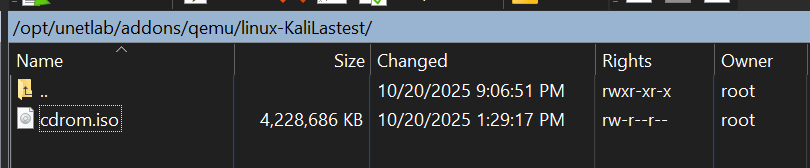 /opt/unetlab/addons/qemu/linux-KaliLastest/
Name Size Changed Rights Owner
.. 10/20/2025 9:06:51 PM rwxr-xr-x root
cdrom.iso 4,228,686 KB 10/20/2025 1:29:17 PM rw-r--r-- root